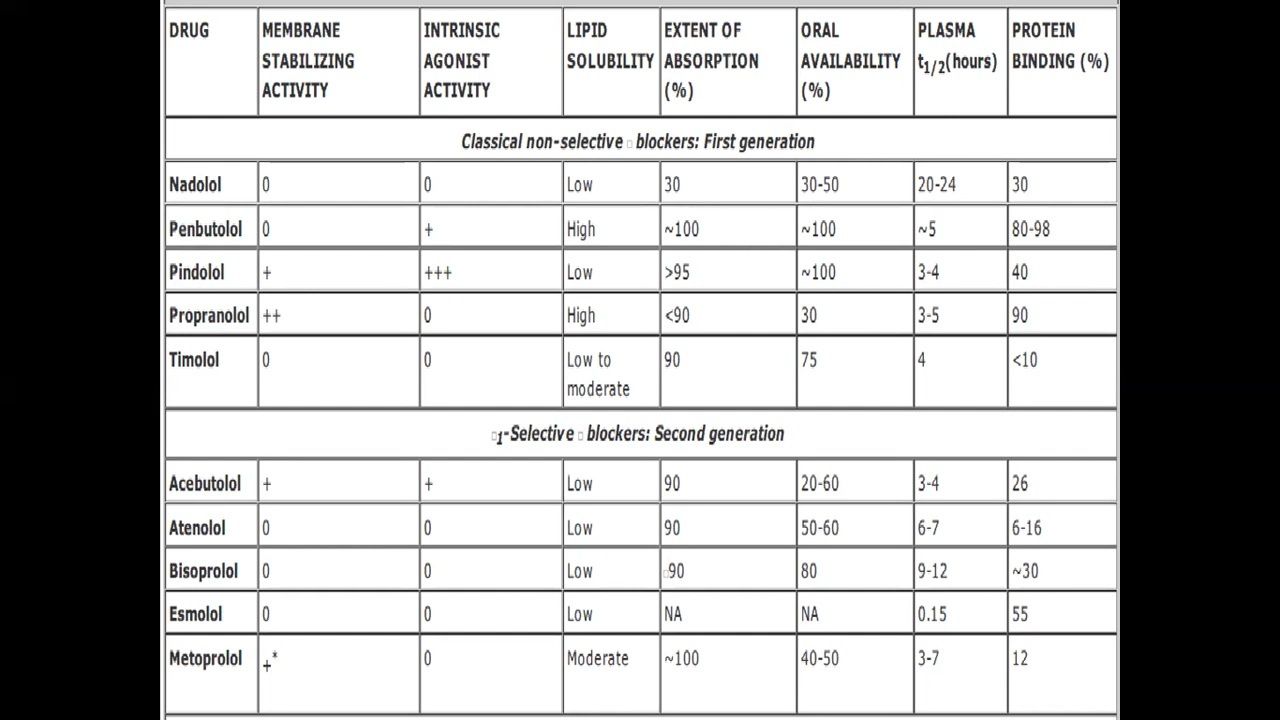 DRUG MEMBRANE STABILIZING ACTIVITY INTRINSIC AGONIST ACTIVITY LIPID SOLUBILITY EXTENT OF ABSORPTION (%) ORAL AVAILABILITY (%) PLASMA t1/2(hours) PROTEIN BINDING (%)
Classical non-selective □ blockers: First generation
Nadolol 0 0 Low 30 30-50 20-24 30
Penbutolol 0 + High ~100 ~100 ~5 80-98
Pindolol + +++ Low >95 ~100 3-4 40
Propranolol ++ 0 High <90 30 3-5 90
Timolol 0 0 Low to moderate 90 75 4 <10
□1-Selective □ blockers: Second generation
Acebutolol + + Low 90 20-60 3-4 26
Atenolol 0 0 Low 90 50-60 6-7 6-16
Bisoprolol 0 0 Low □90 80 9-12 ~30
Esmolol 0 0 Low NA NA 0.15 55
Metoprolol +* 0 Moderate ~100 40-50 3-7 12